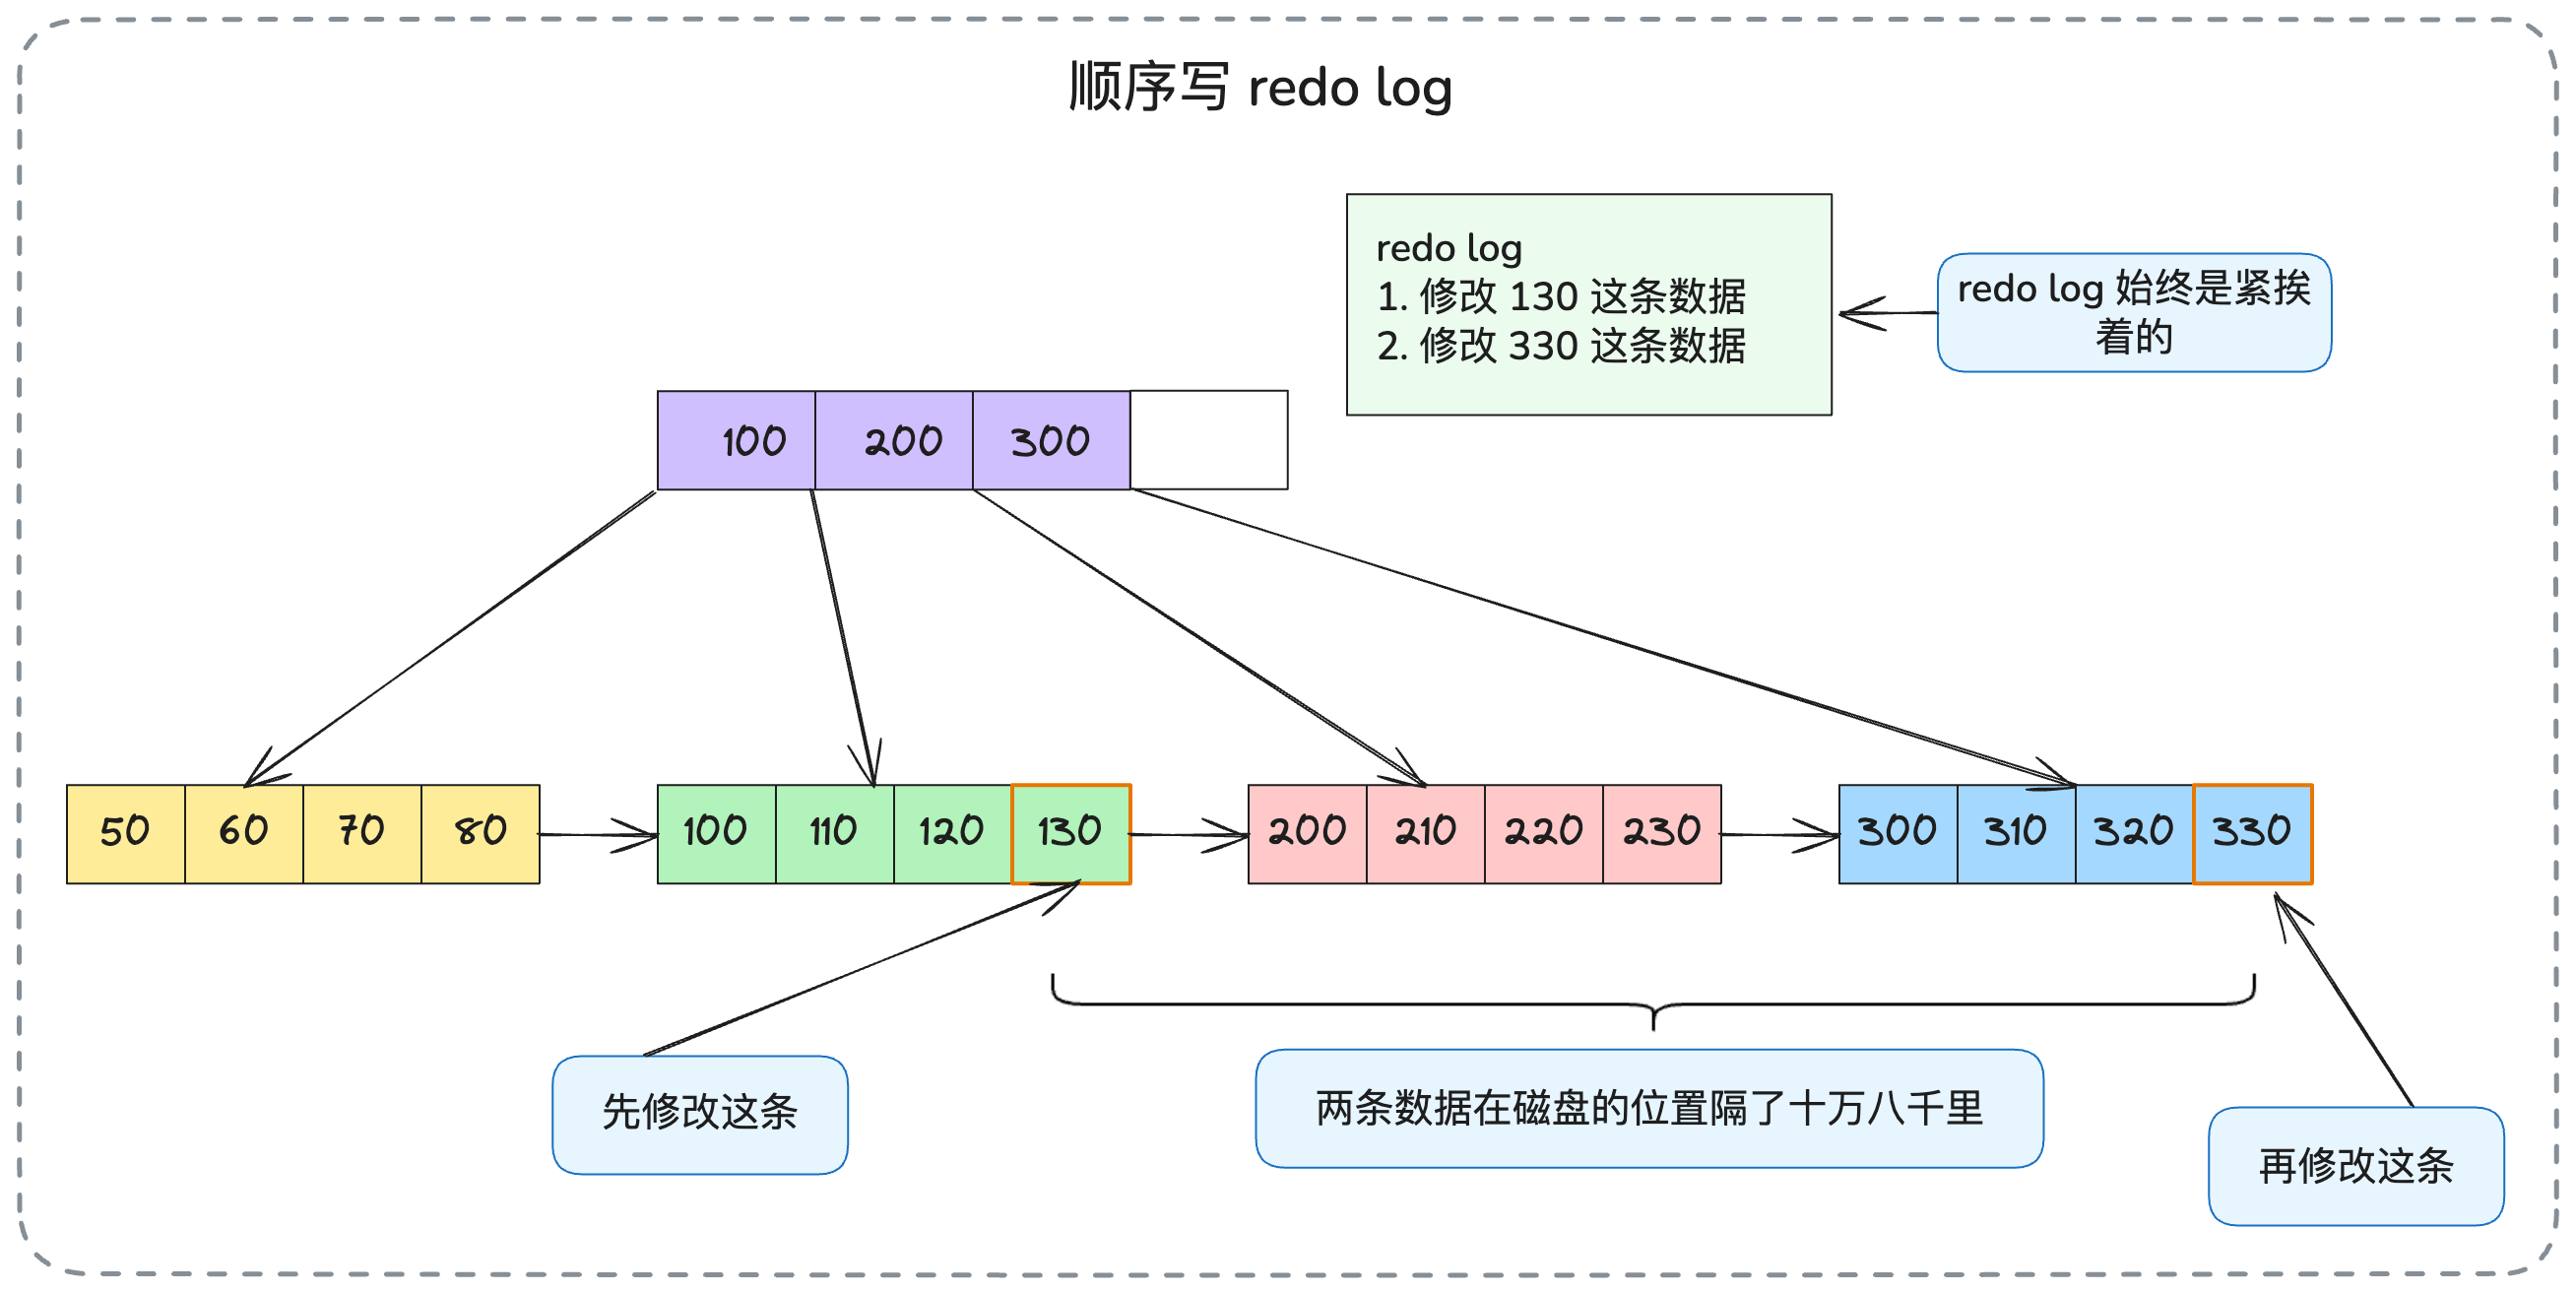 顺序写 redo log
redo log
1. 修改 130 这条数据
2. 修改 330 这条数据
redo log 始终是紧挨
着的
100 200 300
50 60 70 80 100 110 120 130 200 210 220 230 300 310 320 330
先修改这条
两条数据在磁盘的位置隔了十万八千里
再修改这条